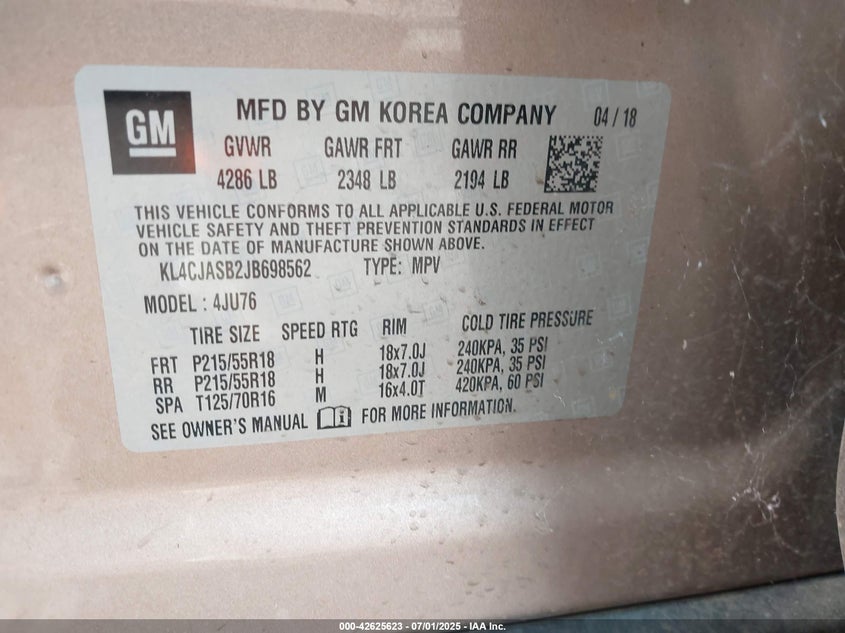 GM
MFD BY GM KOREA COMPANY 04 / 18
GVWR GAWR FRT GAWR RR
4286 LB 2348 LB 2194 LB
THIS VEHICLE CONFORMS TO ALL APPLICABLE U.S. FEDERAL MOTOR
VEHICLE SAFETY AND THEFT PREVENTION STANDARDS IN EFFECT
ON THE DATE OF MANUFACTURE SHOWN ABOVE.
KL4CJASB2JB698562 TYPE: MPV
MODEL : 4JU76
TIRE SIZE SPEED RTG RIM COLD TIRE PRESSURE
FRT P215/55R18 H 18x7.0J 240KPA, 35 PSI
RR P215/55R18 H 18x7.0J 240KPA, 35 PSI
SPA T125/70R16 M 16x4.0T 420KPA, 60 PSI
SEE OWNER'S MANUAL FOR MORE INFORMATION.
000-42625623 - 07/01/2025 - IAA Inc.